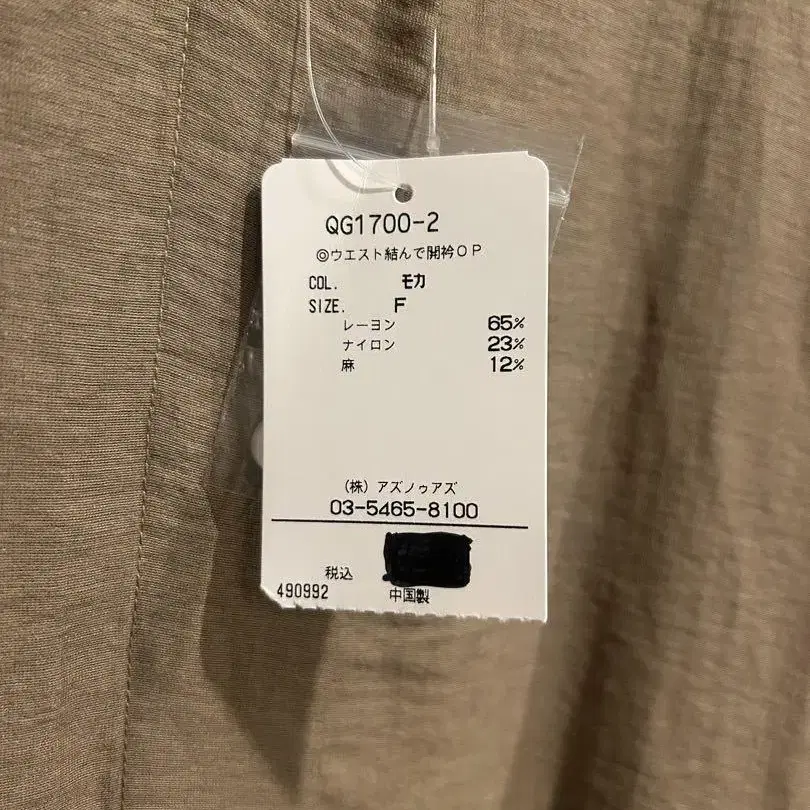 QG1700-2
◎ウエスト結んで開衿OP
COL. モカ
SIZE. F
レーヨン 65%
ナイロン 23%
麻 12%
(株)アズノゥアズ
03-5465-8100
税込
490992 中国製